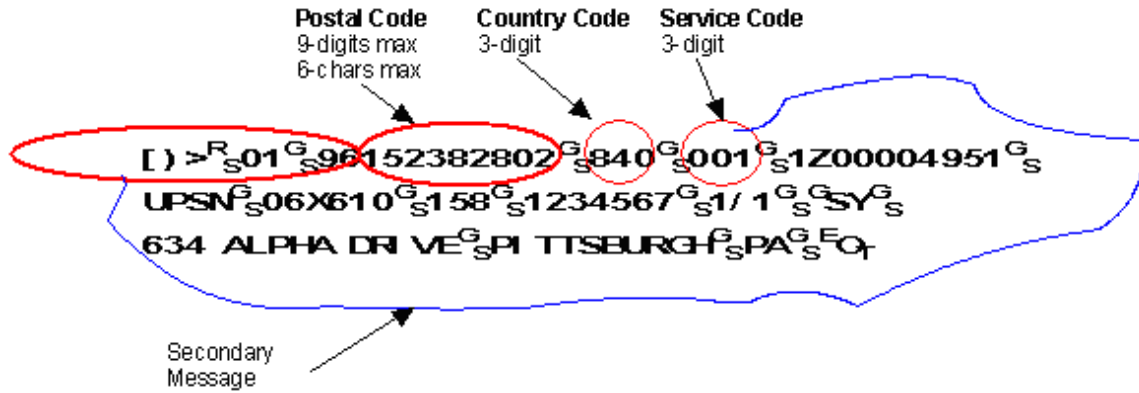 Postal Code Country Code Service Code
9-digits max 3-digit 3-digit
6-chars max
[)>RS01GS96152382802GS840GS001GS1Z00004951GS
UPSNGS06X610GS158GS1234567GS1/1GSGSYGS
634 ALPHA DRIVEGSPITTTSBURGHGSPAGSEOT
Secondary
Message